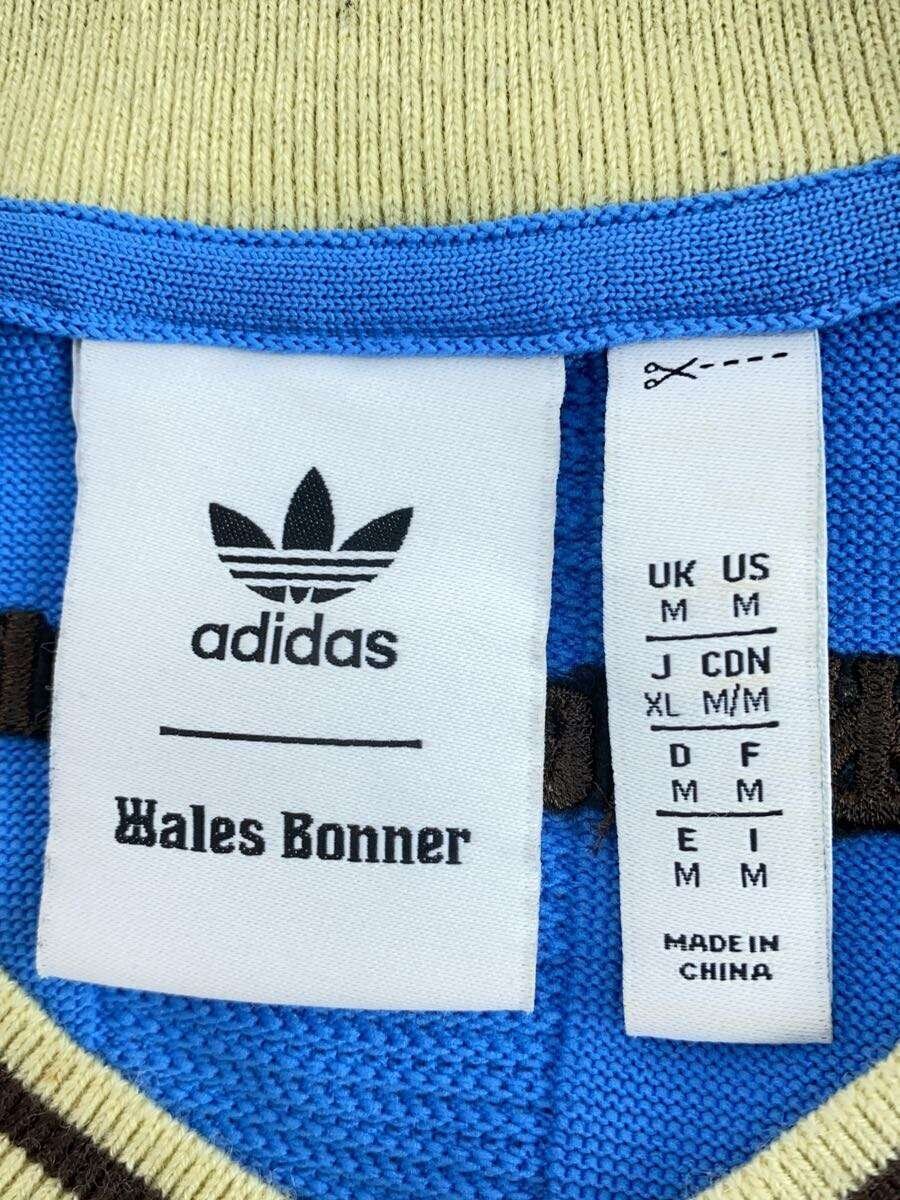 adidas
Wales Bonner
UK US
M M
J CDN
XL M/M
D F
M M
E I
M M
MADE IN
CHINA